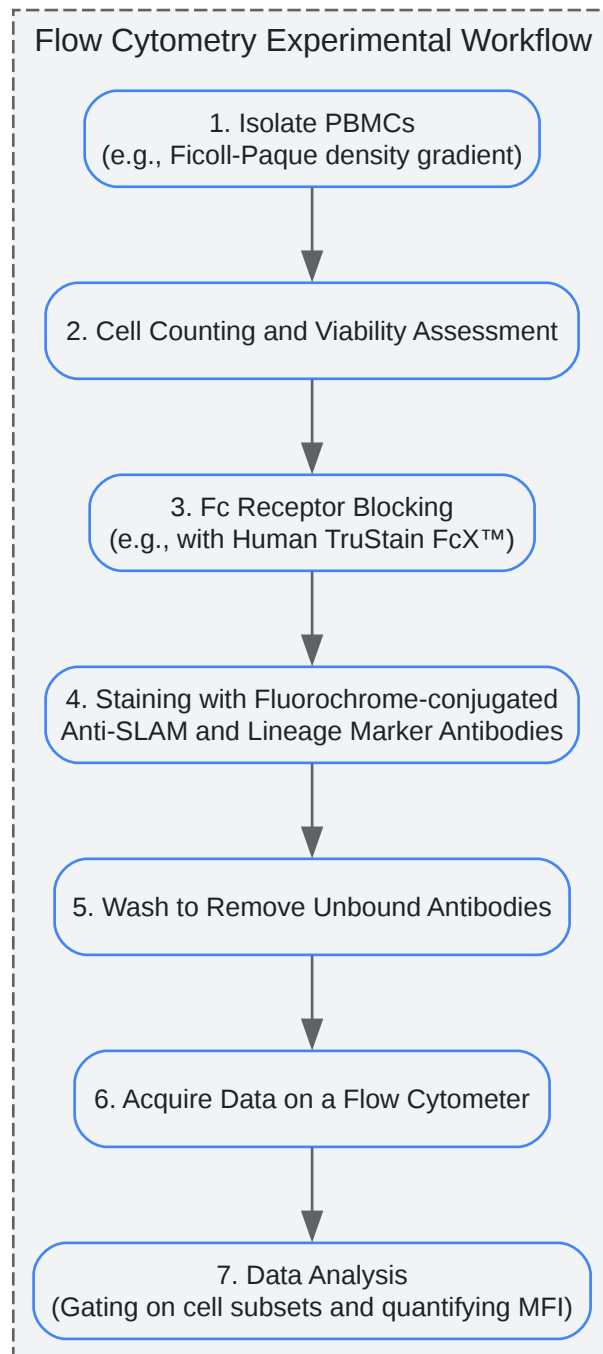 Flow Cytometry Experimental Workflow
1. Isolate PBMCs
(e.g., Ficoll-Paque density gradient)
2. Cell Counting and Viability Assessment
3. Fc Receptor Blocking
(e.g., with Human TruStain FcX™)
4. Staining with Fluorochrome-conjugated
Anti-SLAM and Lineage Marker Antibodies
5. Wash to Remove Unbound Antibodies
6. Acquire Data on a Flow Cytometer
7. Data Analysis
(Gating on cell subsets and quantifying MFI)